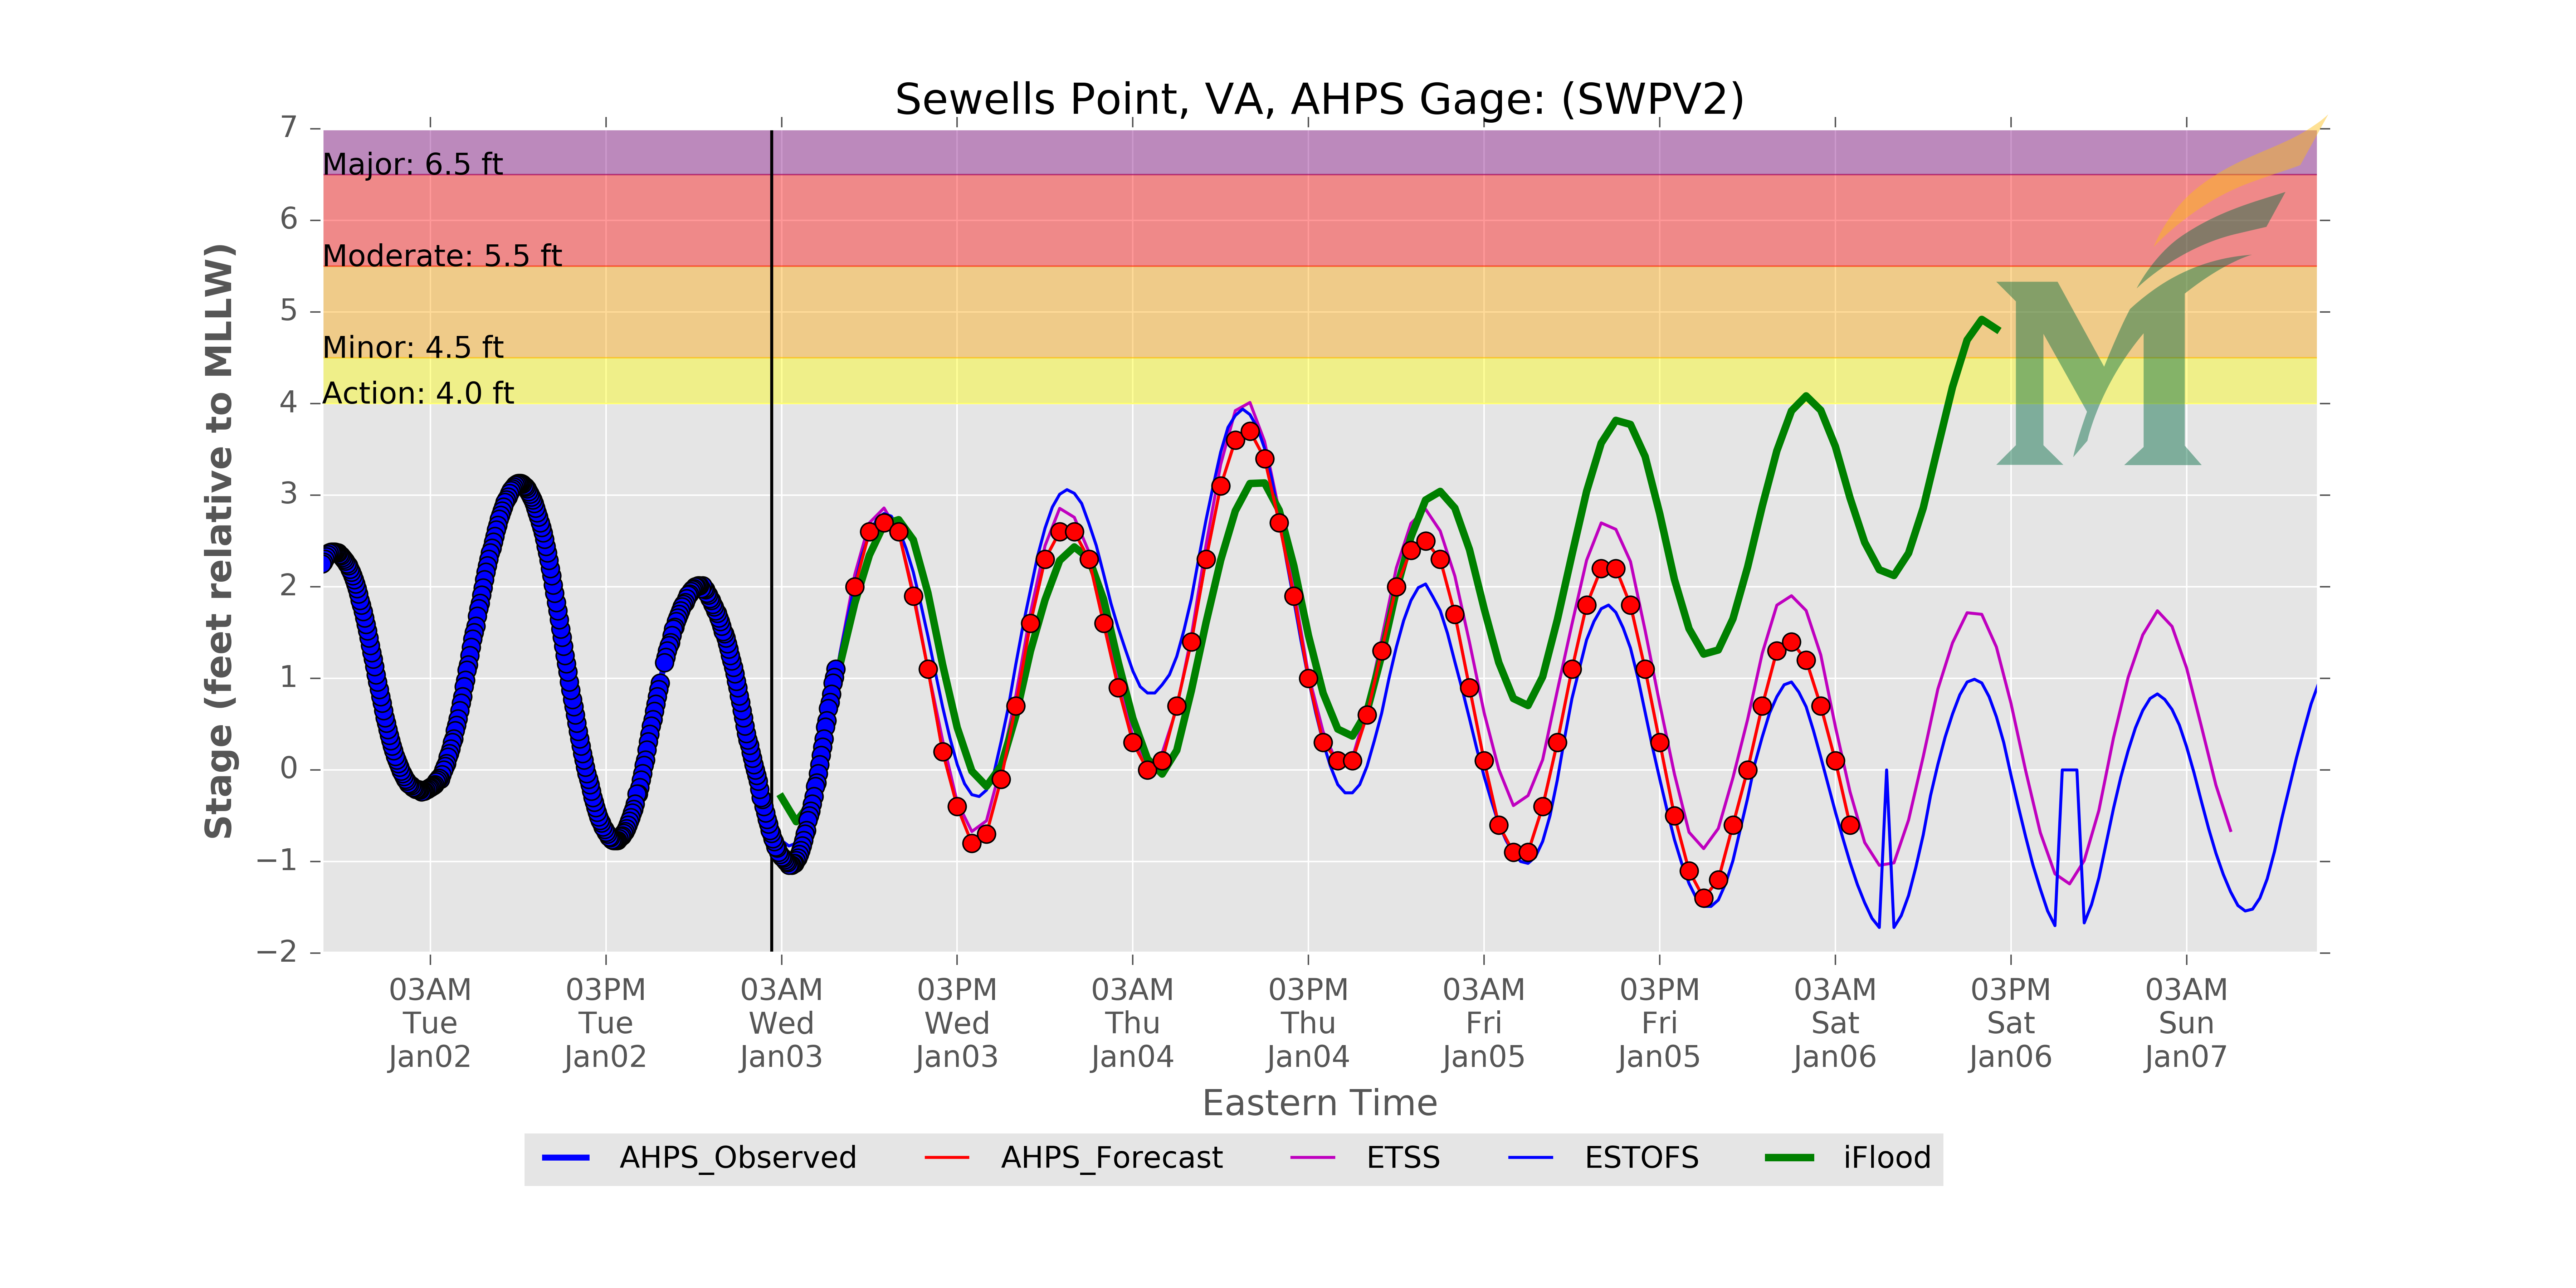 Sewells Point, VA, AHPS Gage: (SWPV2)
7
6
5
4
3
2
1
0
−1
−2
Stage (feet relative to MLLW)
Major: 6.5 ft
Moderate: 5.5 ft
Minor: 4.5 ft
Action: 4.0 ft
M
03AM 03PM 03AM 03PM 03AM 03PM 03AM 03PM 03AM 03PM 03AM
Tue Tue Wed Wed Thu Thu Fri Fri Sat Sat Sun
Jan02 Jan02 Jan03 Jan03 Jan04 Jan04 Jan05 Jan05 Jan06 Jan06 Jan07
Eastern Time
AHPS_Observed AHPS_Forecast ETSS ESTOFS iFlood